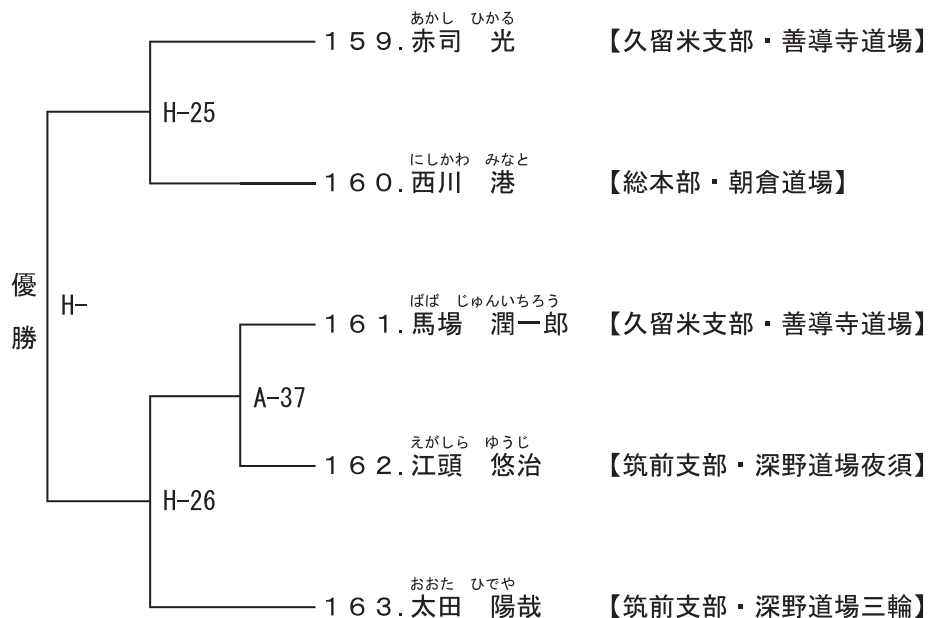 あかし　ひかる
１５９.赤司　光　【久留米支部・善導寺道場】
H-25
にしかわ　みなと
１６０.西川　港　【総本部・朝倉道場】
優勝
H-
ばば　じゅんいちろう
１６１.馬場　潤一郎　【久留米支部・善導寺道場】
A-37
えがしら　ゆうじ
１６２.江頭　悠治　【筑前支部・深野道場夜須】
H-26
おおた　ひでや
１６３.太田　陽哉　【筑前支部・深野道場三輪】